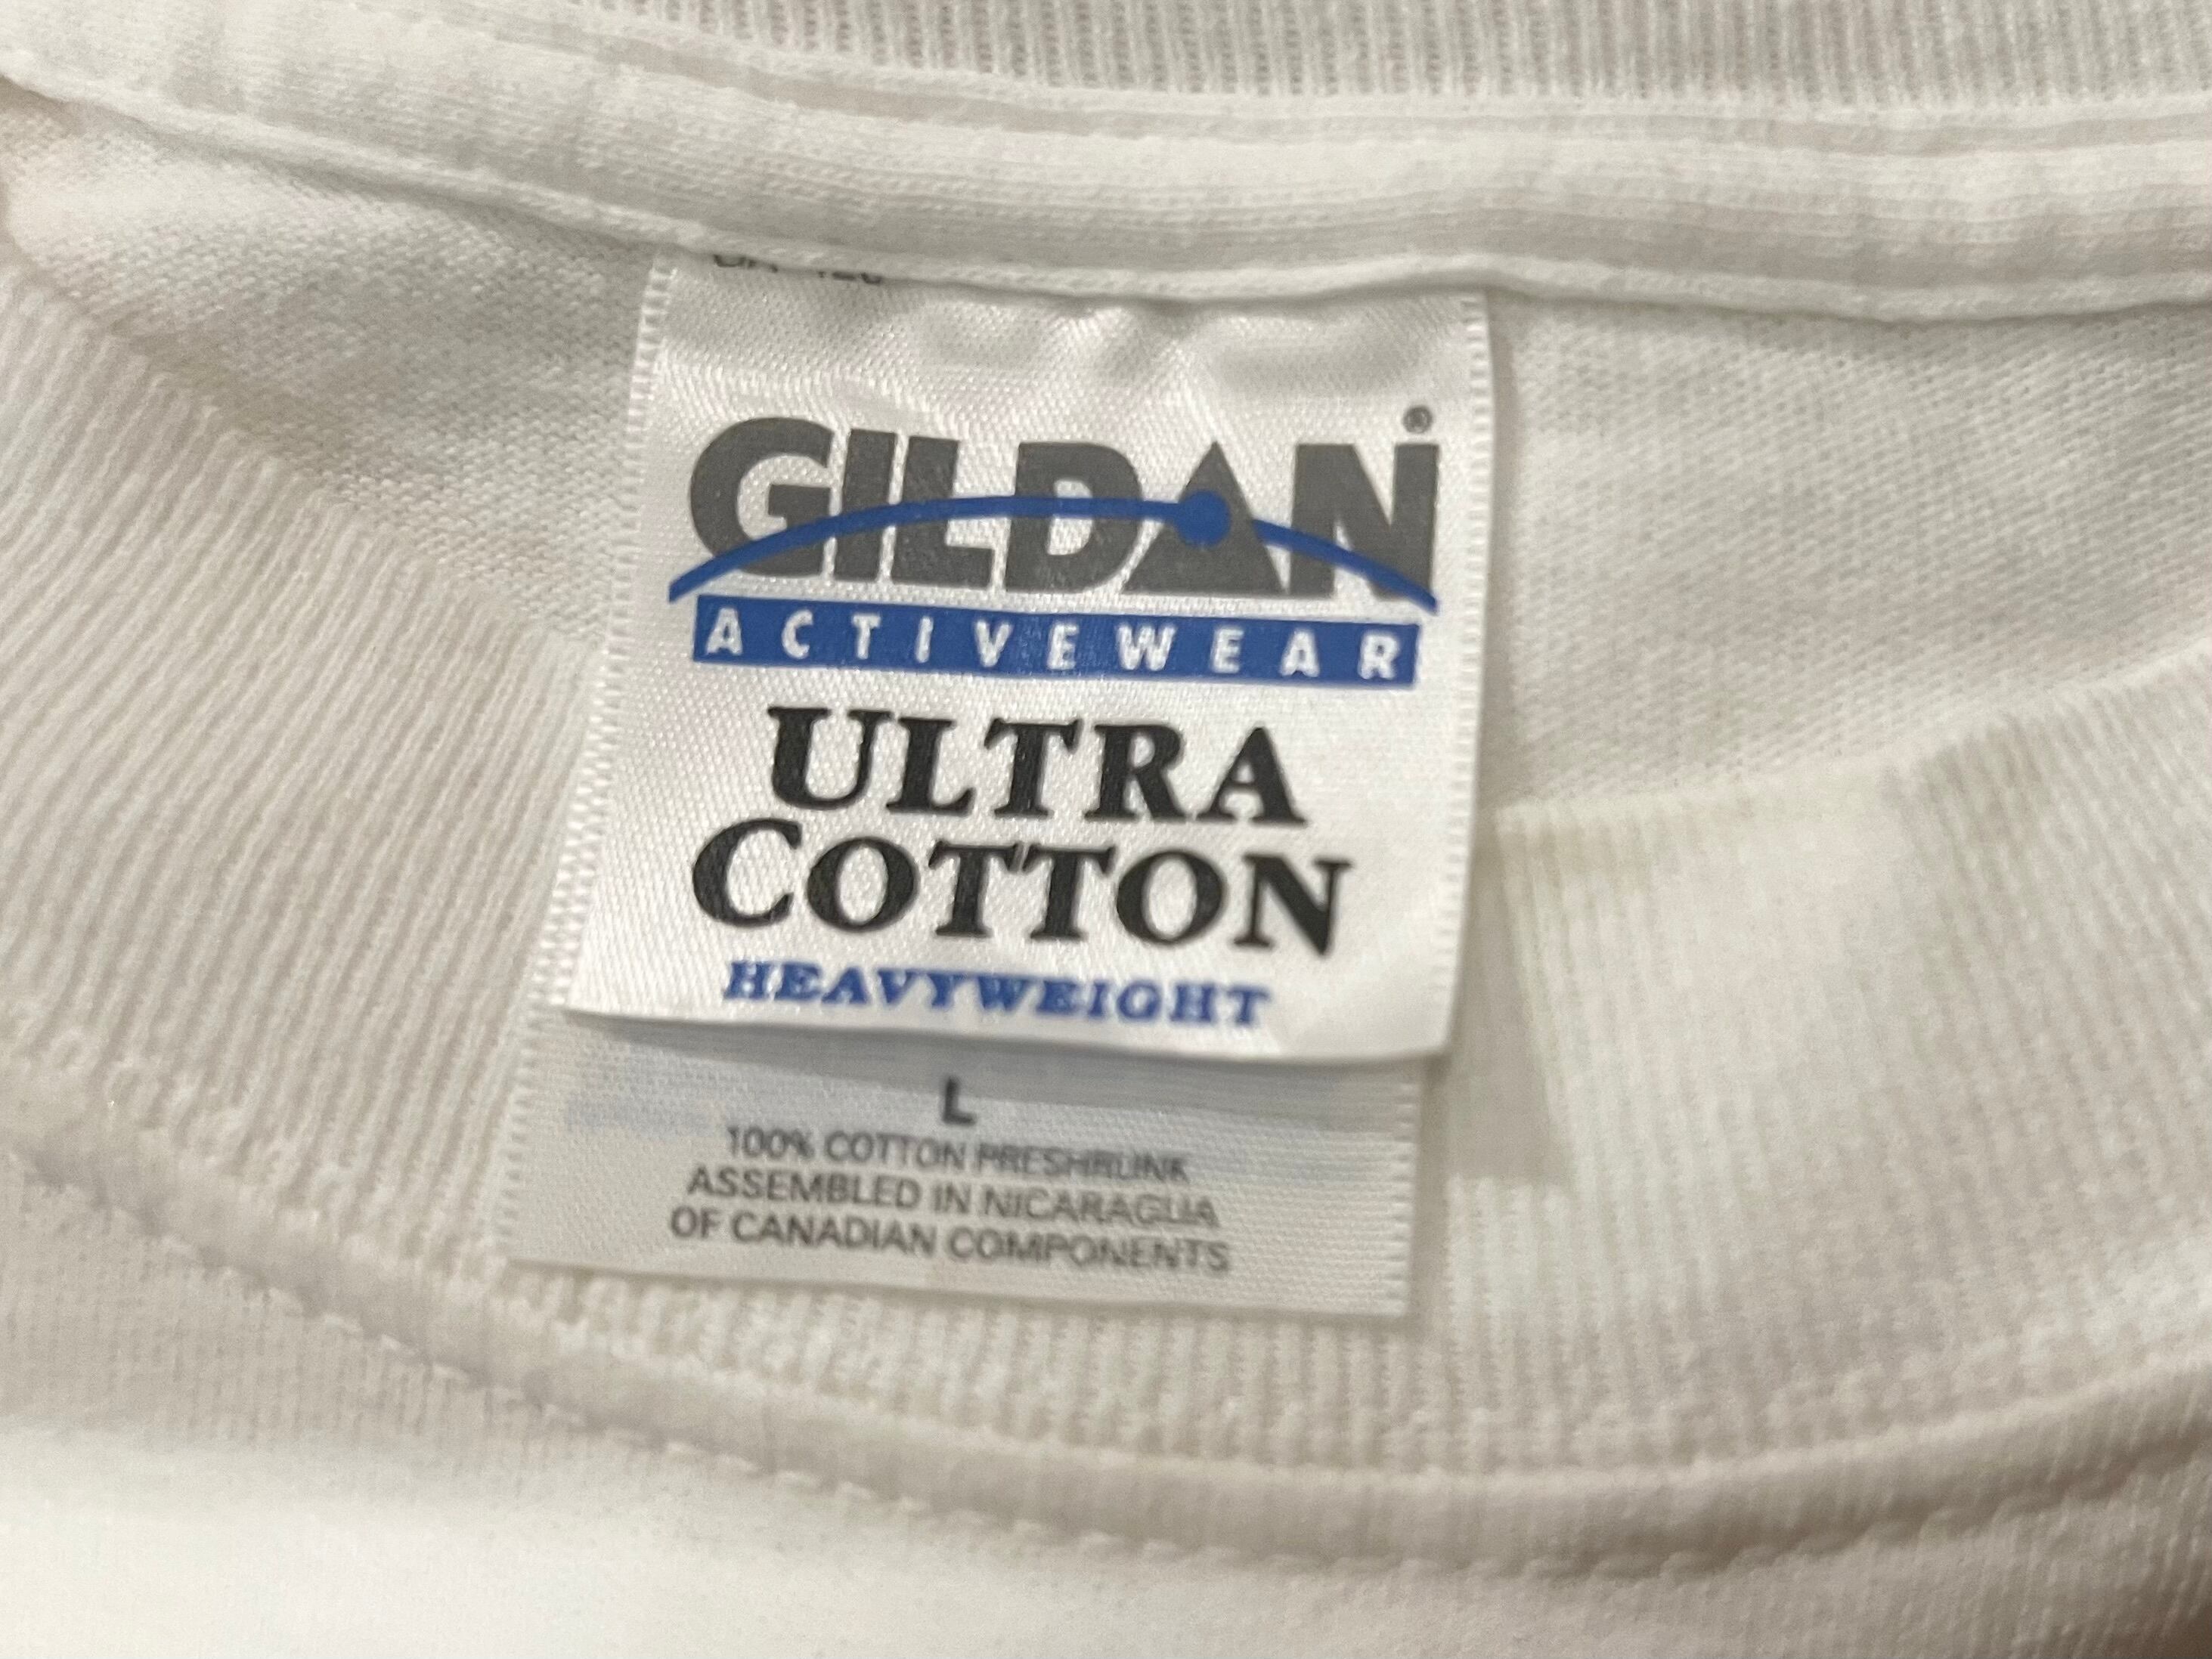 GILDAN®
ACTIVEWEAR
ULTRA
COTTON
HEAVYWEIGHT
L
100% COTTON PRESHRUNK
ASSEMBLED IN NICARAGUA
OF CANADIAN COMPONENTS